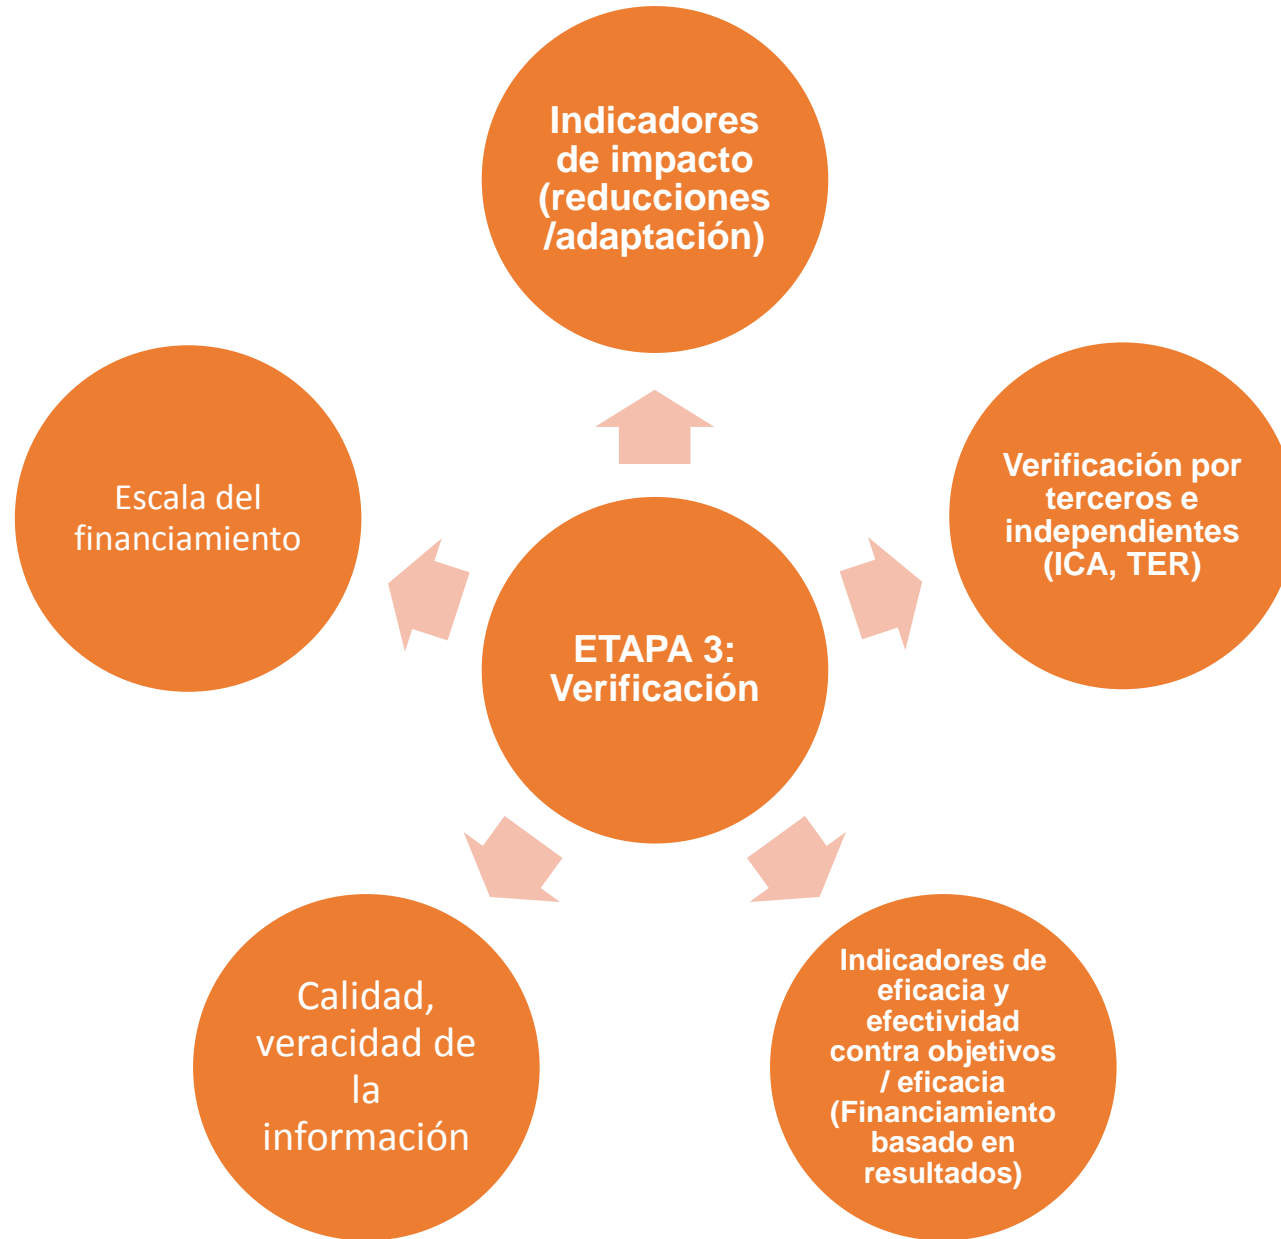 Indicadores
de impacto
(reducciones
/adaptación)
Verificación por
terceros e
independientes
(ICA, TER)
Escala del
financiamiento
ETAPA 3:
Verificación
Indicadores de
eficacia y
efectividad
contra objetivos
/ eficacia
(Financiamiento
basado en
resultados)
Calidad,
veracidad de
la
información